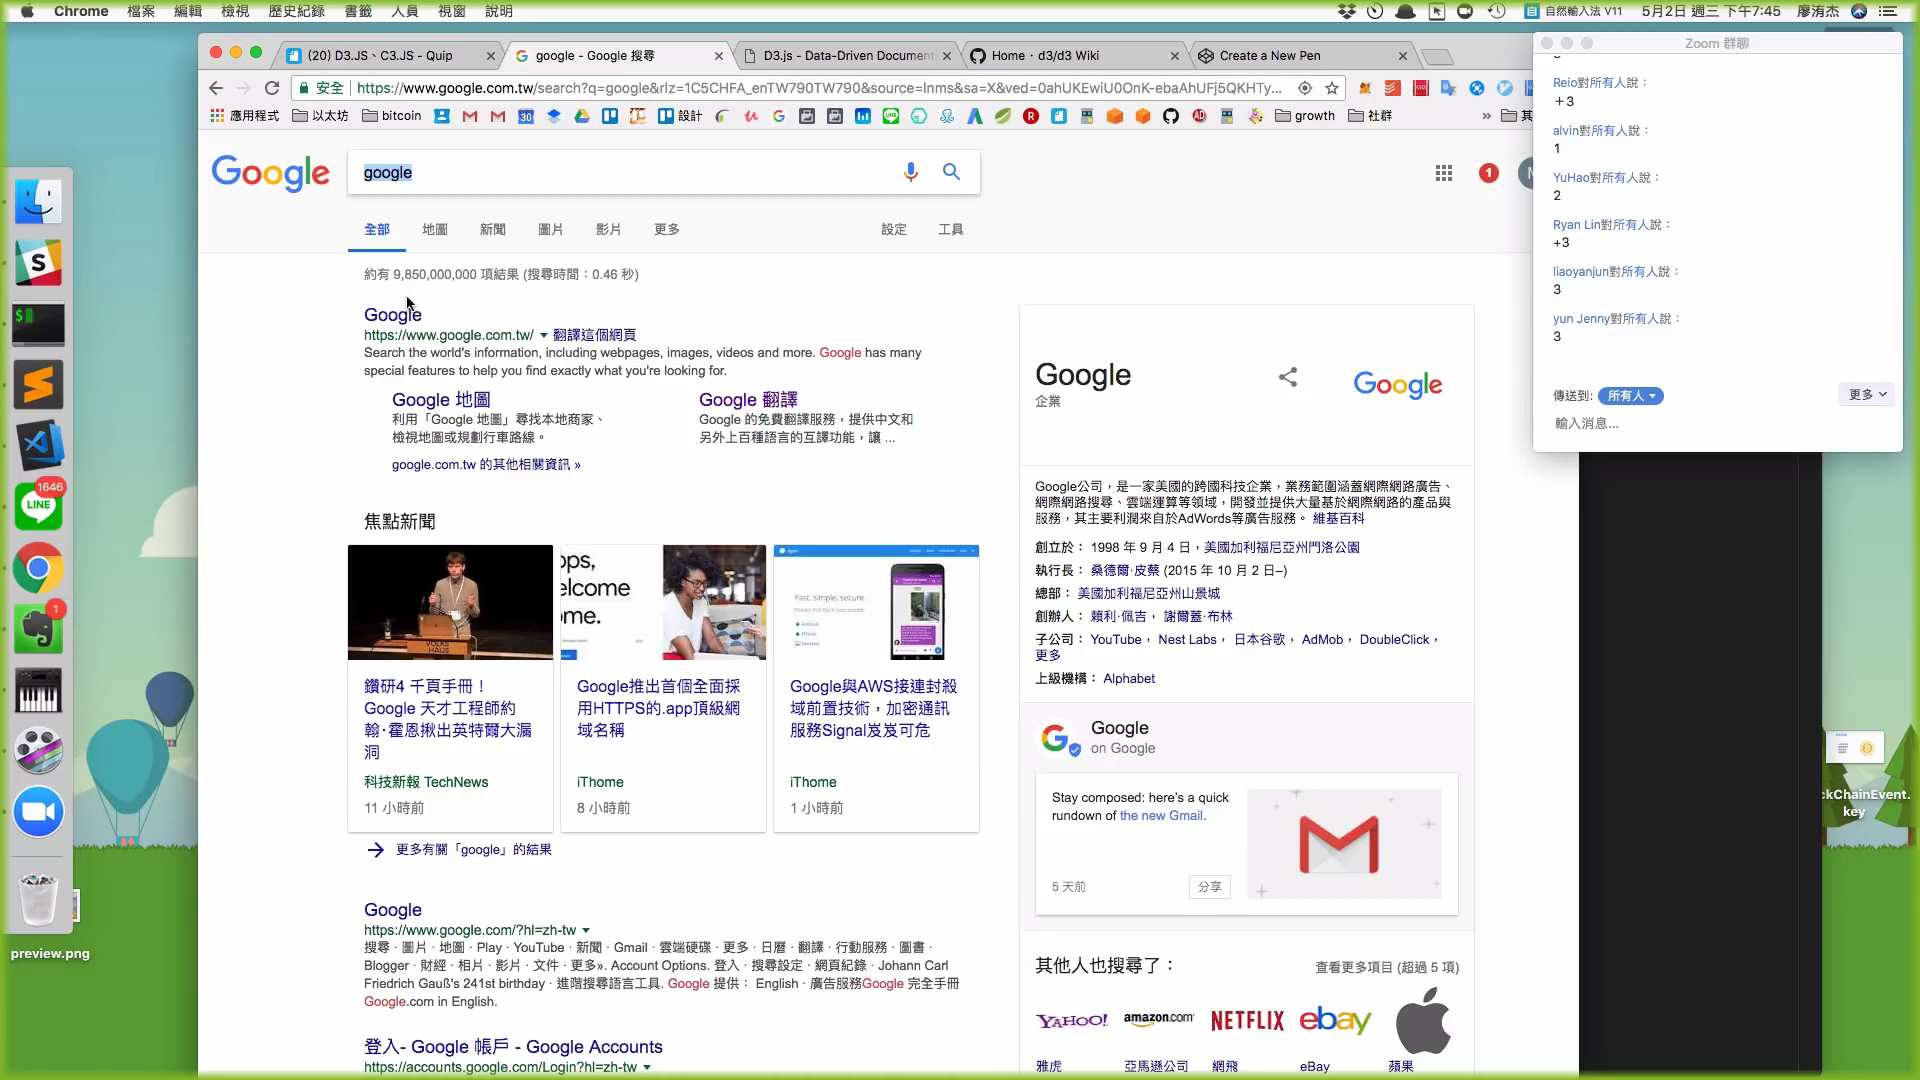 Chrome 檔案 編輯 檢視 歷史紀錄 書籤 人員 視窗 說明
自然輸入法 V11 5月2日 週三 下午7:45 廖洧杰
(20) D3.JS、C3.JS - Quip
google - Google 搜尋
D3.js - Data-Driven Document
Home · d3/d3 Wiki
Create a New Pen
安全 https://www.google.com.tw/search?q=google&rlz=1C5CHFA_enTW790TW790&source=lnms&sa=X&ved=0ahUKEwiU0OnK-ebaAhUFj5QKHTy...
應用程式 以太坊 bitcoin 30 設計 growth 社群 » 其
Google
google
1
全部 地圖 新聞 圖片 影片 更多 設定 工具
約有 9,850,000,000 項結果 (搜尋時間：0.46 秒)
Google
https://www.google.com.tw/ 翻譯這個網頁
Search the world's information, including webpages, images, videos and more. Google has many
special features to help you find exactly what you're looking for.
Google 地圖
利用「Google 地圖」尋找本地商家、
檢視地圖或規劃行車路線。
Google 翻譯
Google 的免費翻譯服務，提供中文和
另外上百種語言的互譯功能，讓 ...
google.com.tw 的其他相關資訊 »
焦點新聞
VOLKS
HAUS
ops,
elcome
me.
Fast, simple, secure.
鑽研4 千頁手冊！
Google 天才工程師約
翰·霍恩揪出英特爾大漏
洞
科技新報 TechNews
11 小時前
Google推出首個全面採
用HTTPS的.app頂級網
域名稱
iThome
8 小時前
Google與AWS接連封殺
域前置技術，加密通訊
服務Signal岌岌可危
iThome
1 小時前
更多有關「google」的結果
Google
https://www.google.com/?hl=zh-tw
搜尋 · 圖片 · 地圖 · Play · YouTube · 新聞 · Gmail · 雲端硬碟 · 更多 · 日曆 · 翻譯 · 行動服務 · 圖書 ·
Blogger · 財經 · 相片 · 影片 · 文件 · 更多». Account Options. 登入 · 搜尋設定 · 網頁紀錄 · Johann Carl
Friedrich Gauß's 241st birthday · 進階搜尋語言工具. Google 提供： English · 廣告服務Google 完全手冊
Google.com in English.
登入- Google 帳戶 - Google Accounts
https://accounts.google.com/Login?hl=zh-tw
Google
企業
Google
Google公司，是一家美國的跨國科技企業，業務範圍涵蓋網際網路廣告、
網際網路搜尋、雲端運算等領域，開發並提供大量基於網際網路的產品與
服務，其主要利潤來自於AdWords等廣告服務。 維基百科
創立於： 1998 年 9 月 4 日，美國加利福尼亞州門洛公園
執行長： 桑德爾·皮蔡 (2015 年 10 月 2 日–)
總部： 美國加利福尼亞州山景城
創辦人： 賴利·佩吉， 謝爾蓋·布林
子公司： YouTube， Nest Labs， 日本谷歌， AdMob， DoubleClick，
更多
上級機構： Alphabet
Google
on Google
Stay composed: here's a quick
rundown of the new Gmail.
5 天前
分享
其他人也搜尋了：
查看更多項目 (超過 5 項)
YAHOO! amazon.com NETFLIX ebay
雅虎 亞馬遜公司 網飛 eBay 蘋果
Zoom 群聊
Reio對所有人說：
＋3
alvin對所有人說：
1
YuHao對所有人說：
2
Ryan Lin對所有人說：
+3
liaoyanjun對所有人說：
3
yun Jenny對所有人說：
3
傳送到: 所有人
更多
輸入消息...
S
$
1646
LINE
1
preview.png
ckChainEvent.
key